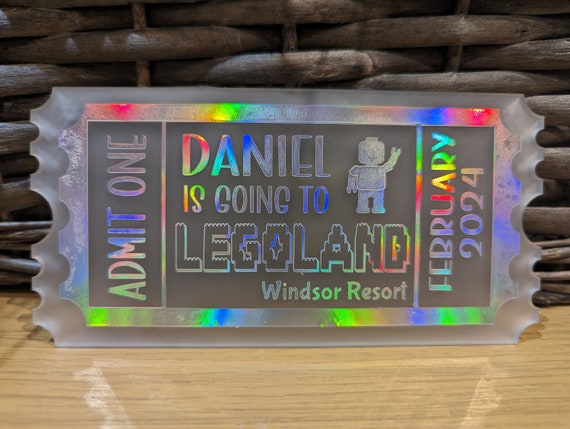 ADMIT ONE
DANIEL
IS GOING TO
LEGOLAND
Windsor Resort
FEBRUARY
2024